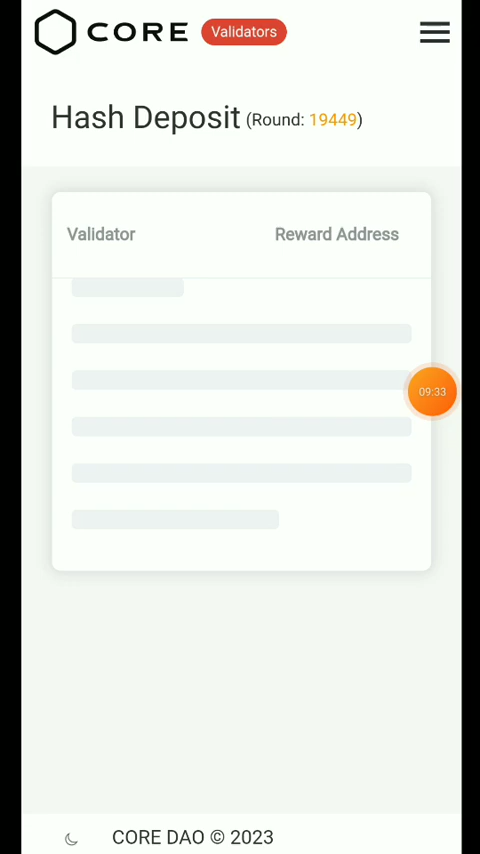 CORE Validators
Hash Deposit (Round: 19449)
Validator Reward Address
09:33
CORE DAO © 2023